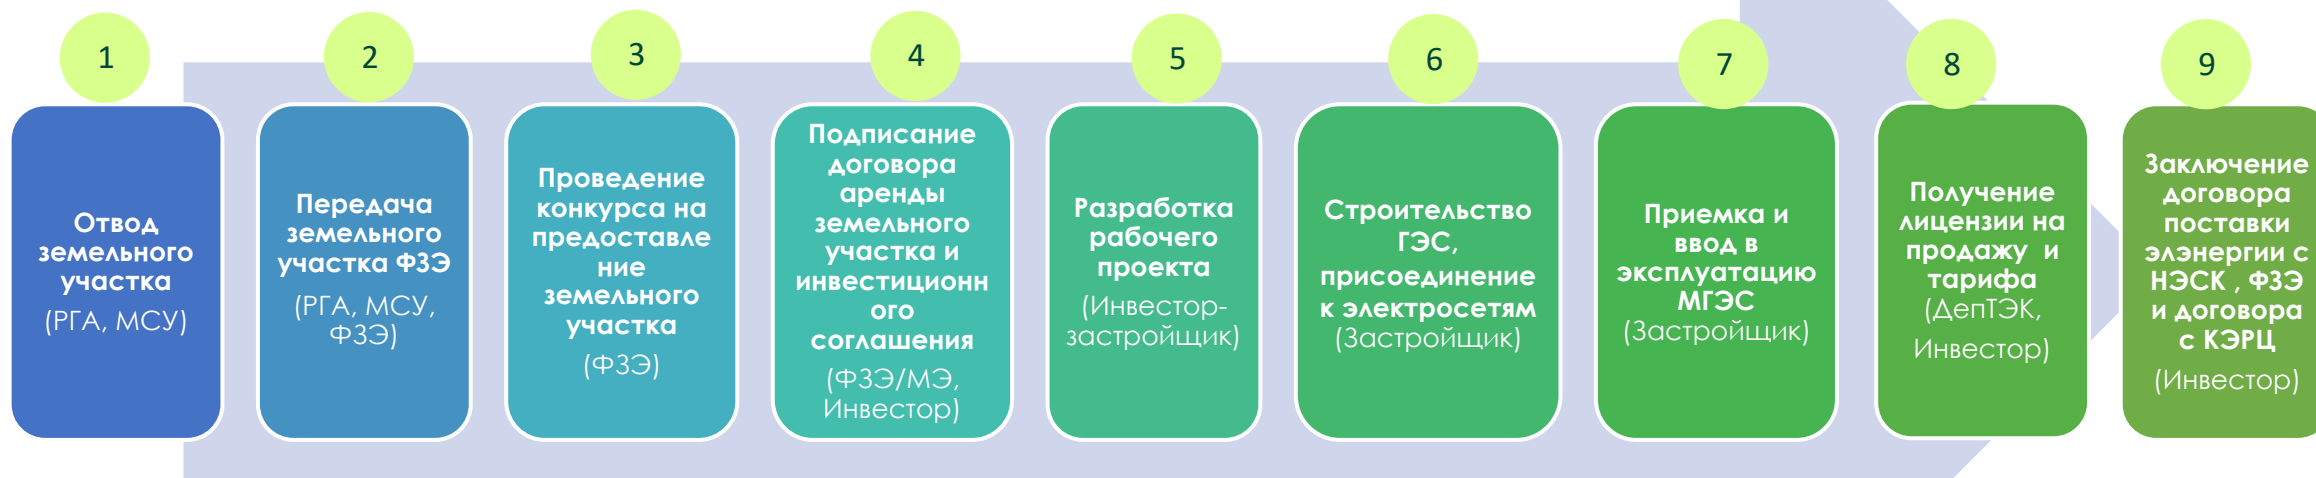 1
Отвод
земельного
участка
(РГА, МСУ)
2
Передача
земельного
участка ФЗЭ
(РГА, МСУ,
ФЗЭ)
3
Проведение
конкурса на
предоставле
ние
земельного
участка
(ФЗЭ)
4
Подписание
договора
аренды
земельного
участка и
инвестиционн
ого
соглашения
(ФЗЭ/МЭ,
Инвестор)
5
Разработка
рабочего
проекта
(Инвестор-
застройщик)
6
Строительство
ГЭС,
присоединение
к электросетям
(Застройщик)
7
Приемка и
ввод в
эксплуатацию
МГЭС
(Застройщик)
8
Получение
лицензии на
продажу и
тарифа
(ДепТЭК,
Инвестор)
9
Заключение
договора
поставки
элэнергии с
НЭСК , ФЗЭ
и договора
с КЭРЦ
(Инвестор)